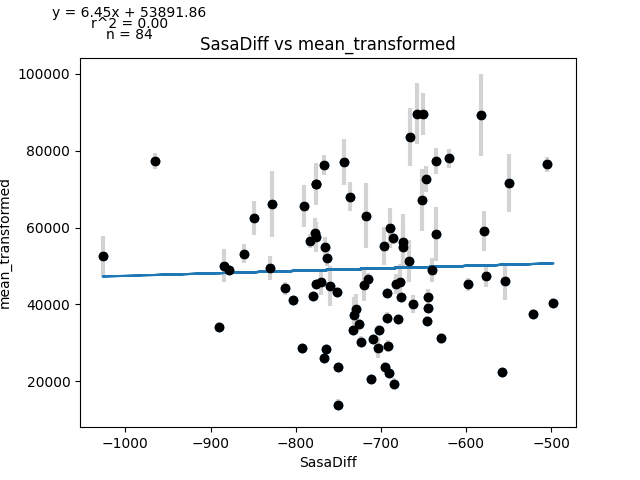 y = 6.45x + 53891.86
r^2 = 0.00
n = 84
SasaDiff vs mean_transformed
100000
80000
60000
40000
20000
mean_transformed
−1000
−900
−800
−700
−600
−500
SasaDiff